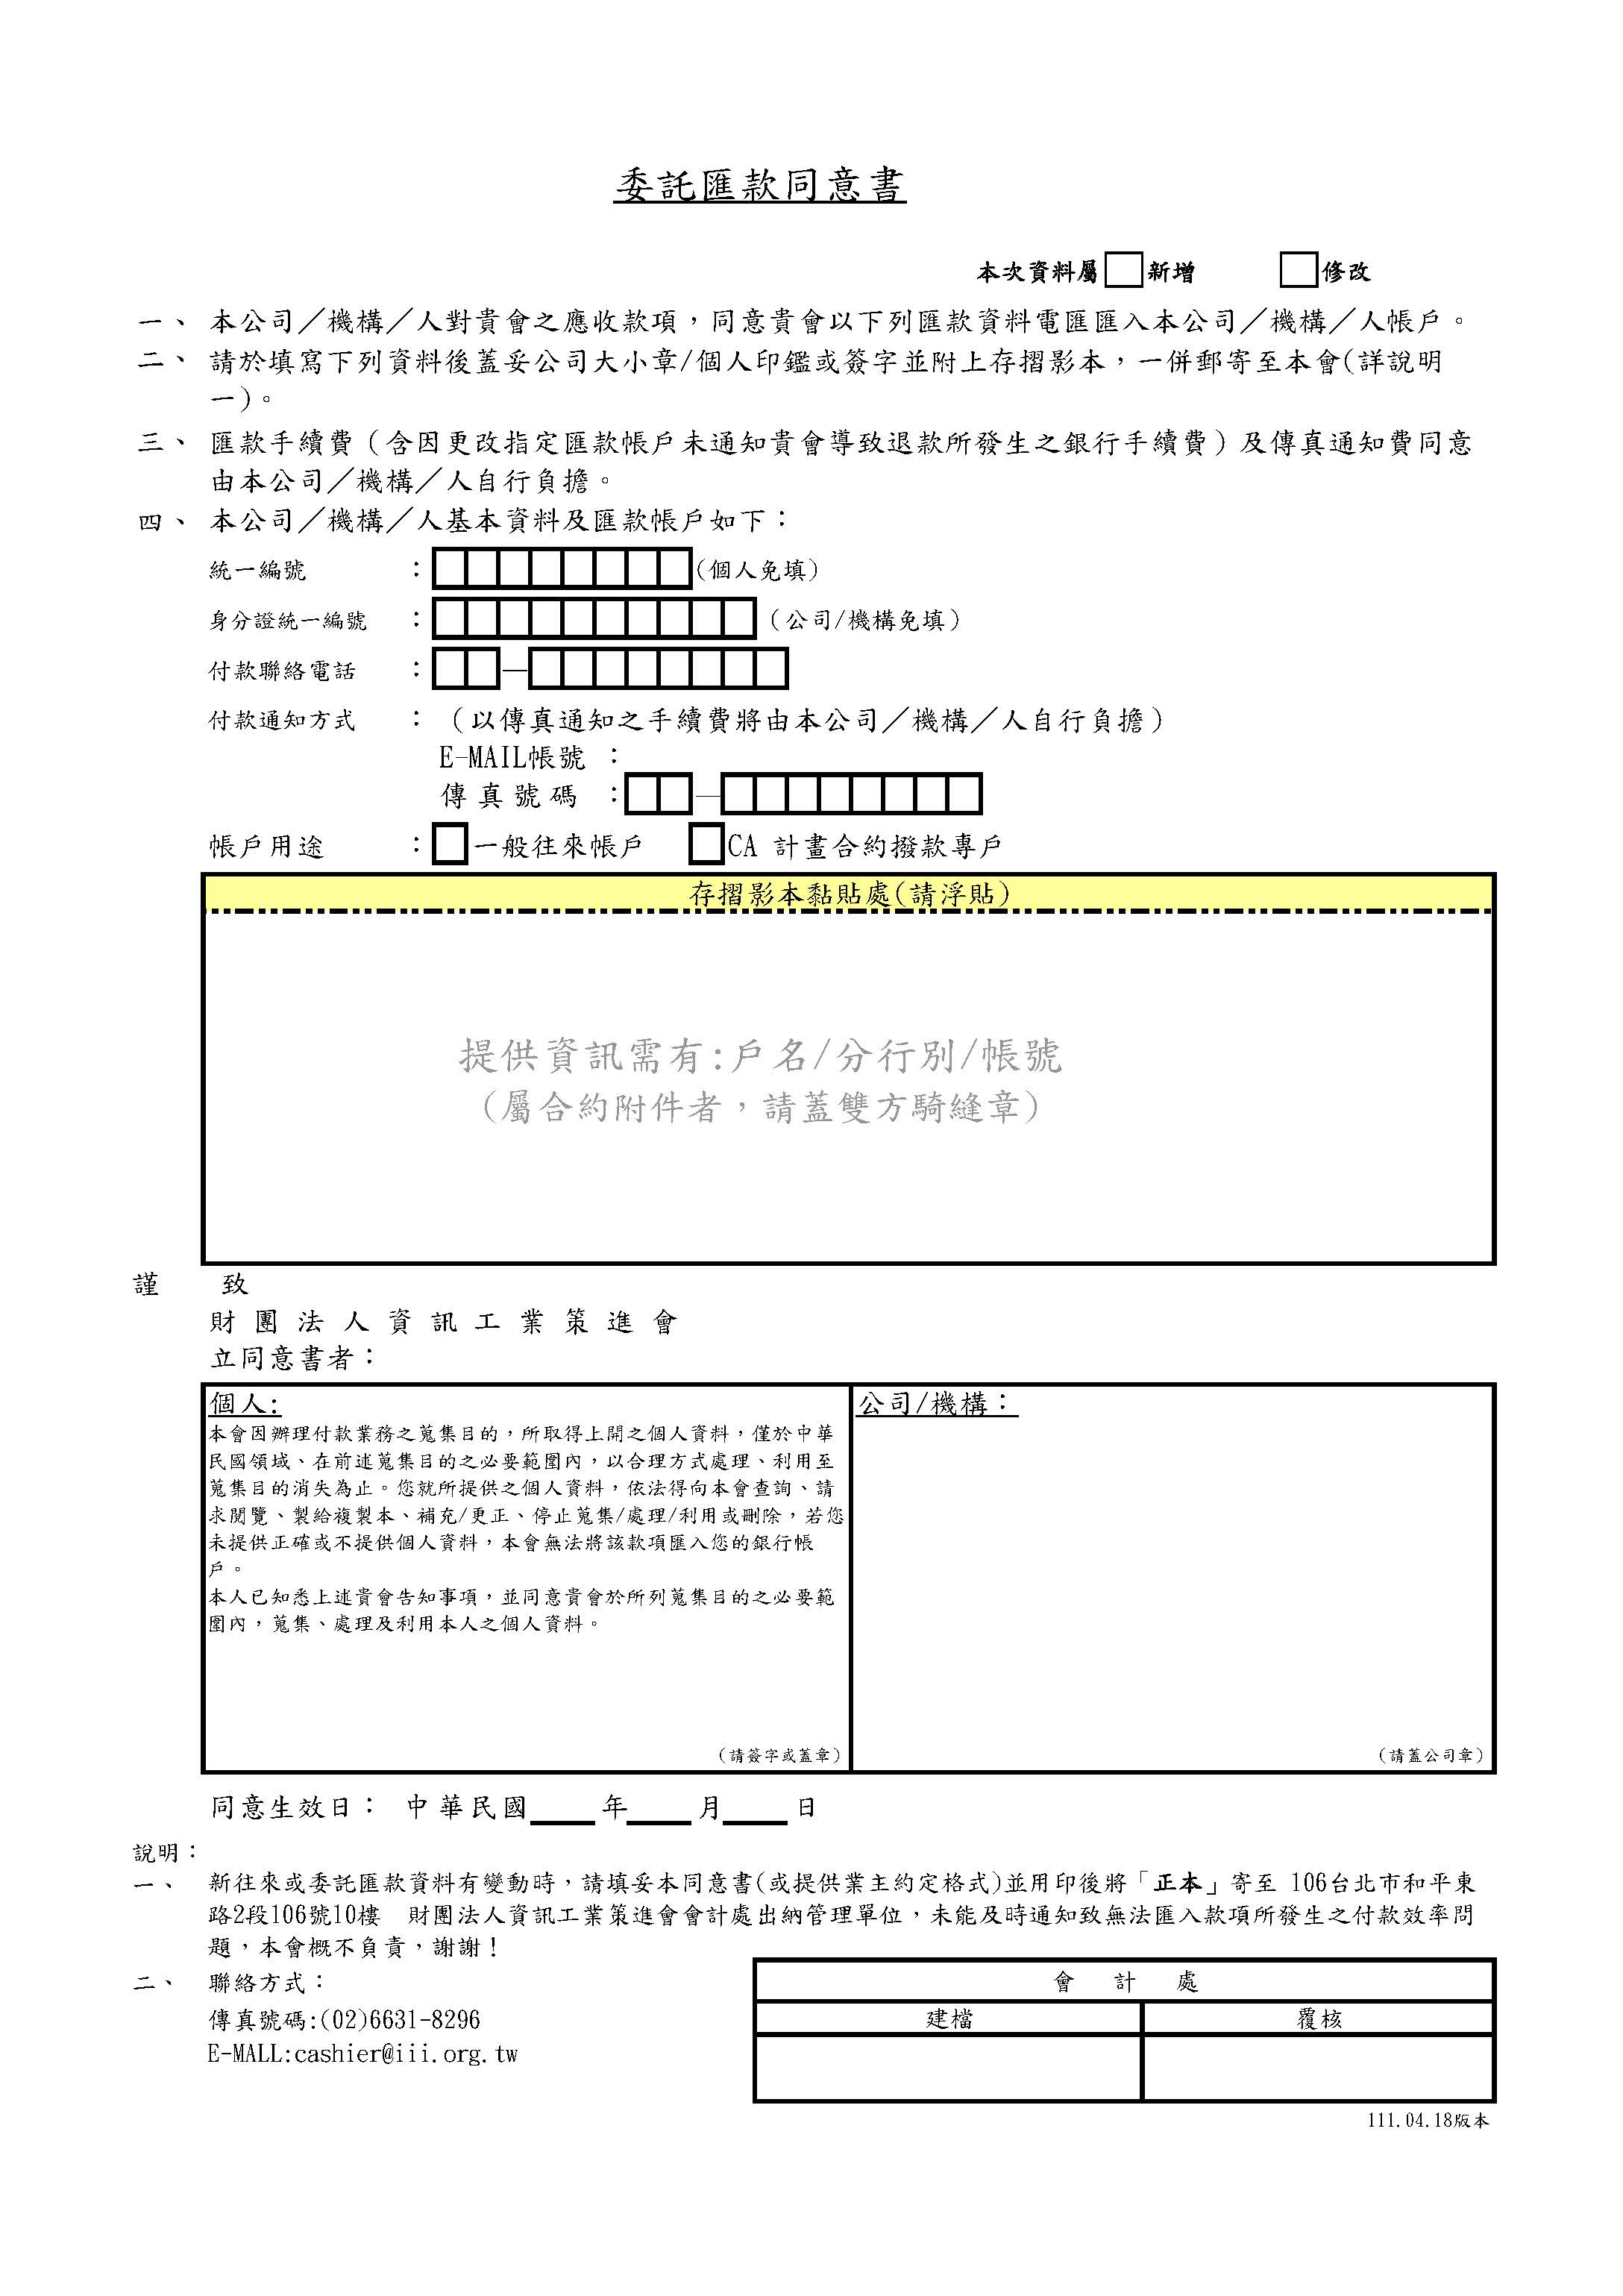 委託匯款同意書
本次資料屬□新增 □修改
一、 本公司／機構／人對貴會之應收款項，同意貴會以下列匯款資料電匯匯入本公司／機構／人帳戶。
二、 請於填寫下列資料後蓋妥公司大小章/個人印鑑或簽字並附上存摺影本，一併郵寄至本會(詳說明
一)。
三、 匯款手續費（含因更改指定匯款帳戶未通知貴會導致退款所發生之銀行手續費）及傳真通知費同意
由本公司／機構／人自行負擔。
四、 本公司／機構／人基本資料及匯款帳戶如下：
統一編號 ： (個人免填)
身分證統一編號 ： （公司/機構免填）
付款聯絡電話 ： —
付款通知方式 ： （以傳真通知之手續費將由本公司／機構／人自行負擔）
E-MAIL帳號 ：
傳真號碼 ： —
帳戶用途 ：□一般往來帳戶 □CA 計畫合約撥款專戶
存摺影本黏貼處(請浮貼)
提供資訊需有:戶名/分行別/帳號
（屬合約附件者，請蓋雙方騎縫章）
謹 致
財團法人資訊工業策進會
立同意書者：
個人:
本會因辦理付款業務之蒐集目的，所取得上開之個人資料，僅於中華
民國領域、在前述蒐集目的之必要範圍內，以合理方式處理、利用至
蒐集目的消失為止。您就所提供之個人資料，依法得向本會查詢、請
求閱覽、製給複製本、補充/更正、停止蒐集/處理/利用或刪除，若您
未提供正確或不提供個人資料，本會無法將該款項匯入您的銀行帳
戶。
本人已知悉上述貴會告知事項，並同意貴會於所列蒐集目的之必要範
圍內，蒐集、處理及利用本人之個人資料。
（請簽字或蓋章）
公司/機構：
（請蓋公司章）
同意生效日： 中華民國____年____月____日
說明：
一、 新往來或委託匯款資料有變動時，請填妥本同意書(或提供業主約定格式)並用印後將「正本」寄至 106台北市和平東
路2段106號10樓 財團法人資訊工業策進會會計處出納管理單位，未能及時通知致無法匯入款項所發生之付款效率問
題，本會概不負責，謝謝！
二、 聯絡方式：
傳真號碼:(02)6631-8296
E-MALL:cashier@iii.org.tw
會 計 處
建檔 覆核
111.04.18版本